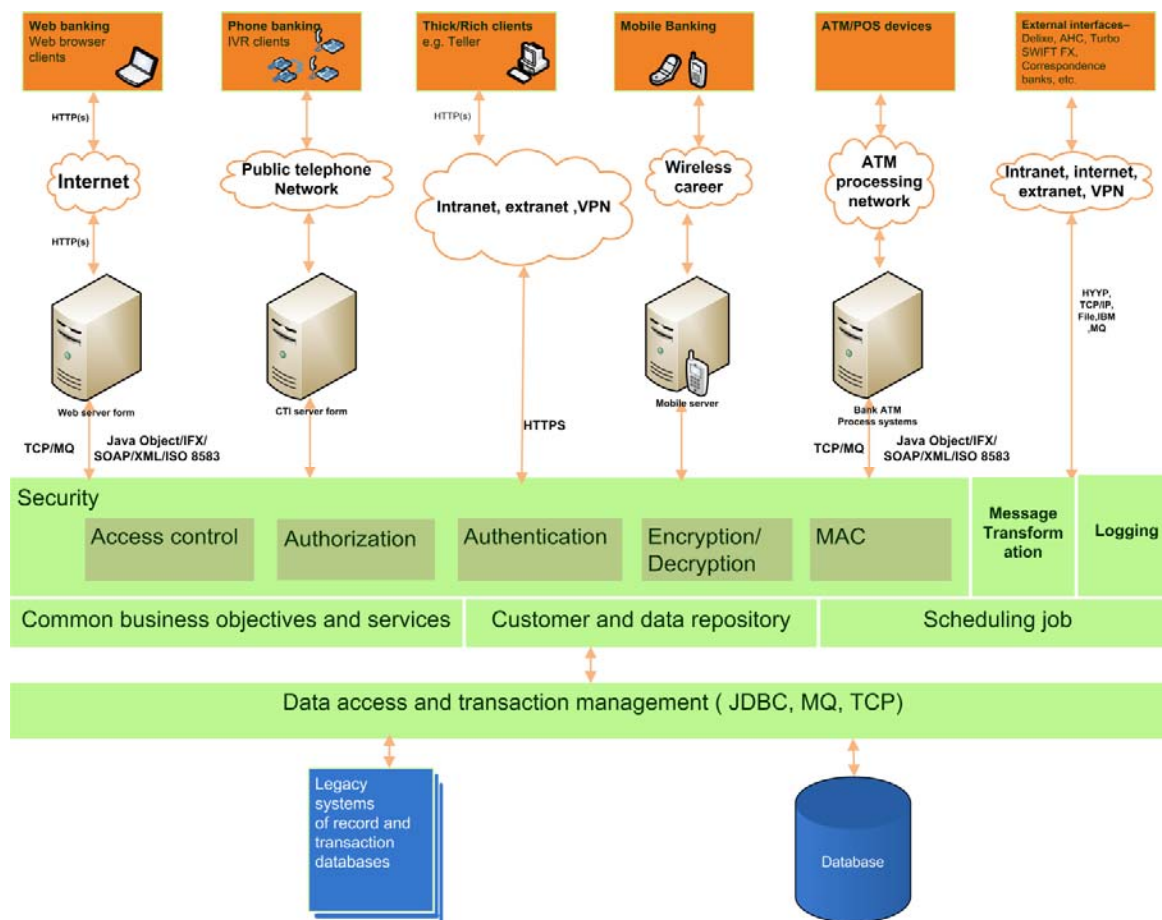 Web banking
Web browser
clients
Phone banking
IVR clients
Thick/Rich clients
e.g. Teller
Mobile Banking
ATM/POS devices
External interfaces–
Delixe, AHC, Turbo
SWIFT FX,
Correspondence
banks, etc.
HTTP(s)
HTTP(s)
Internet
Public telephone
Network
Intranet, extranet ,VPN
Wireless
career
ATM
processing
network
Intranet, internet,
extranet, VPN
HTTP(s)
HYYP,
TCP/IP,
File,IBM
,MQ
Web server form
CTI server form
Mobile server
Bank ATM
Process systems
TCP/MQ
Java Object/IFX/
SOAP/XML/ISO 8583
HTTPS
TCP/MQ
Java Object/IFX/
SOAP/XML/ISO 8583
Security
Access control
Authorization
Authentication
Encryption/
Decryption
MAC
Message
Transform
ation
Logging
Common business objectives and services
Customer and data repository
Scheduling job
Data access and transaction management ( JDBC, MQ, TCP)
Legacy
systems
of record and
transaction
databases
Database